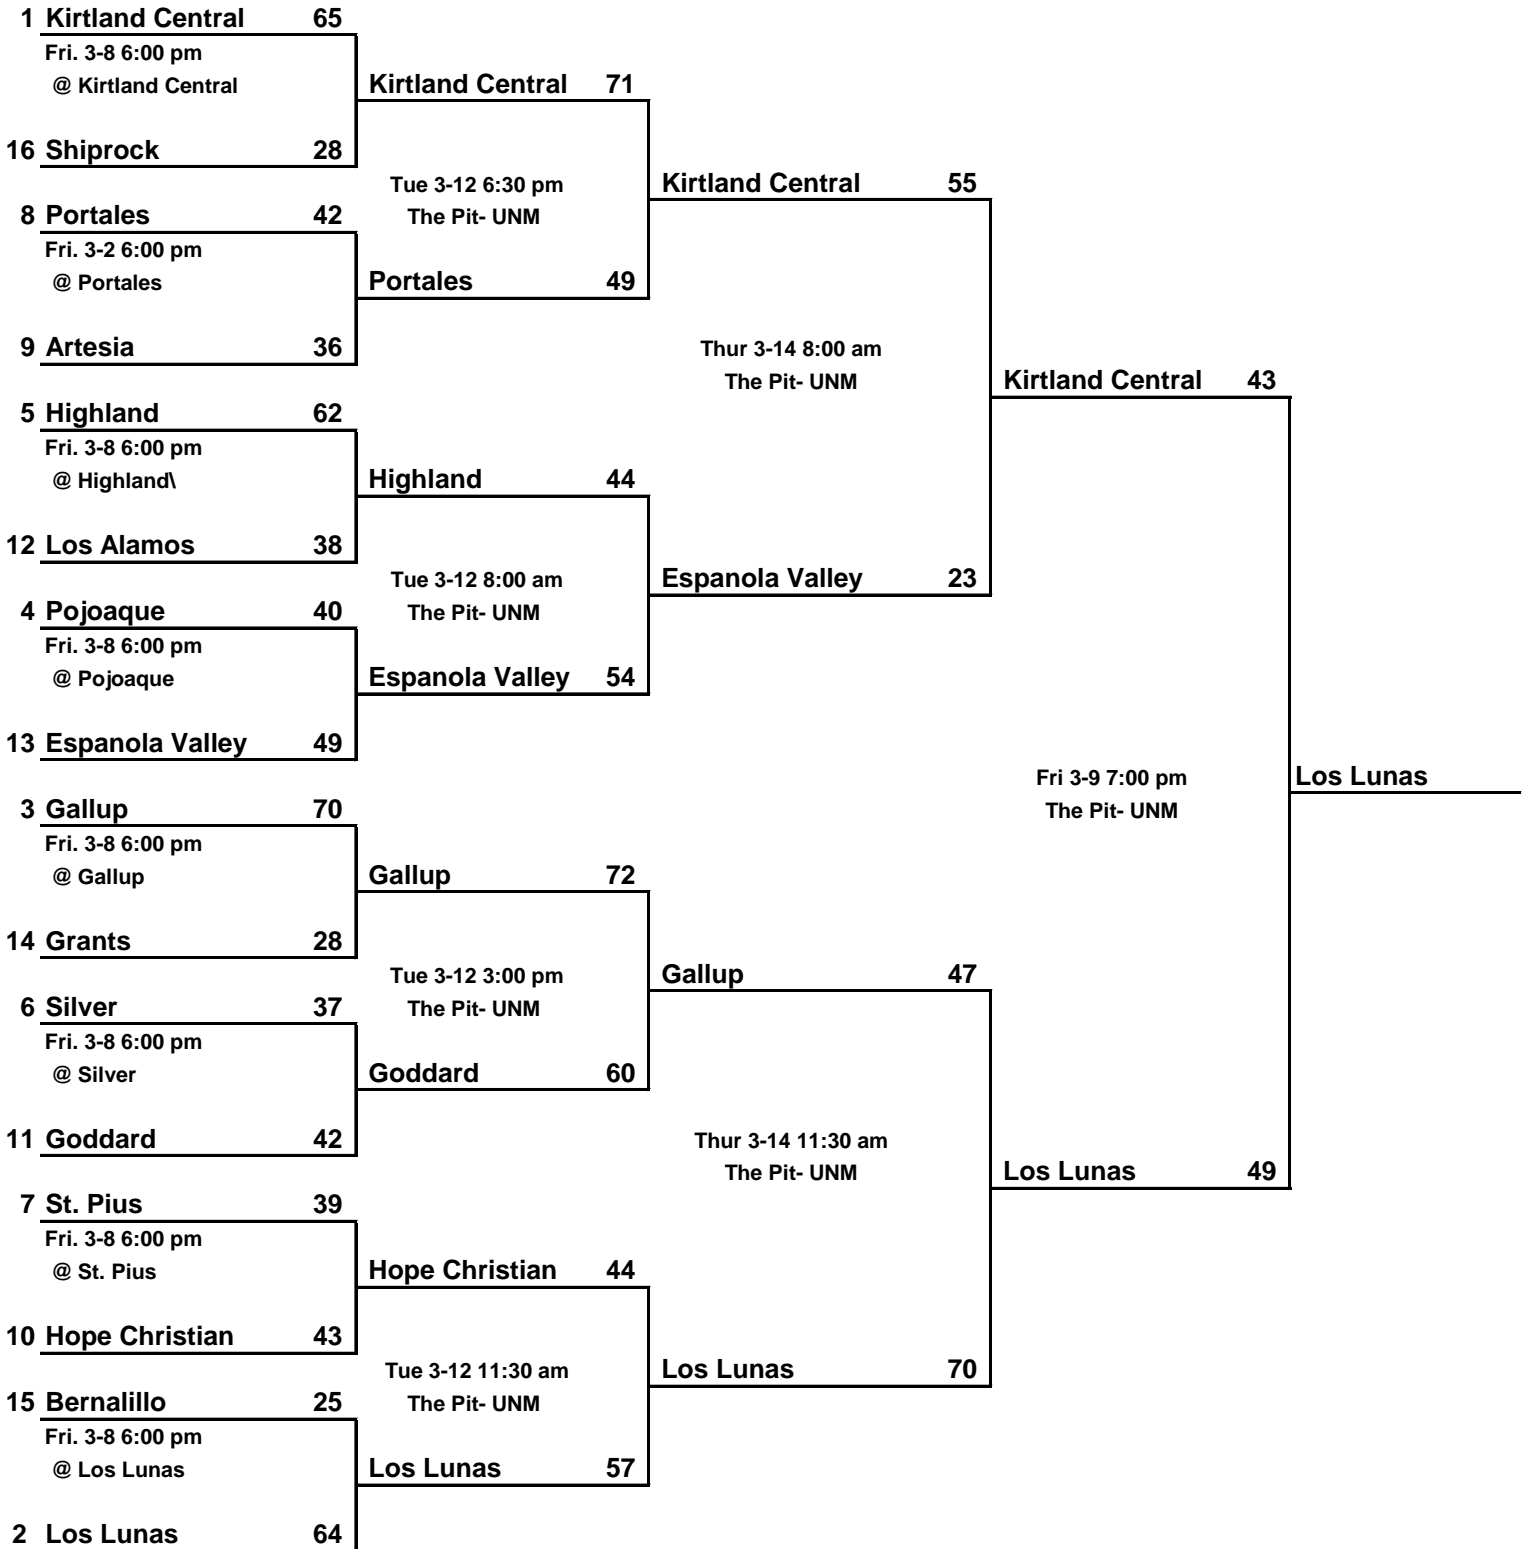 1 Kirtland Central 65
Fri. 3-8 6:00 pm
@ Kirtland Central
Kirtland Central 71
16 Shiprock 28
Tue 3-12 6:30 pm
Kirtland Central 55
8 Portales 42
The Pit- UNM
Fri. 3-2 6:00 pm
@ Portales
Portales 49
9 Artesia 36
Thur 3-14 8:00 am
The Pit- UNM
Kirtland Central 43
5 Highland 62
Fri. 3-8 6:00 pm
@ Highland\
Highland 44
12 Los Alamos 38
Tue 3-12 8:00 am
Espanola Valley 23
4 Pojoaque 40
The Pit- UNM
Fri. 3-8 6:00 pm
@ Pojoaque
Espanola Valley 54
13 Espanola Valley 49
Fri 3-9 7:00 pm
Los Lunas
3 Gallup 70
The Pit- UNM
Fri. 3-8 6:00 pm
@ Gallup
Gallup 72
14 Grants 28
Tue 3-12 3:00 pm
Gallup 47
6 Silver 37
The Pit- UNM
Fri. 3-8 6:00 pm
@ Silver
Goddard 60
11 Goddard 42
Thur 3-14 11:30 am
The Pit- UNM
Los Lunas 49
7 St. Pius 39
Fri. 3-8 6:00 pm
@ St. Pius
Hope Christian 44
10 Hope Christian 43
Tue 3-12 11:30 am
Los Lunas 70
15 Bernalillo 25
The Pit- UNM
Fri. 3-8 6:00 pm
@ Los Lunas
Los Lunas 57
2 Los Lunas 64